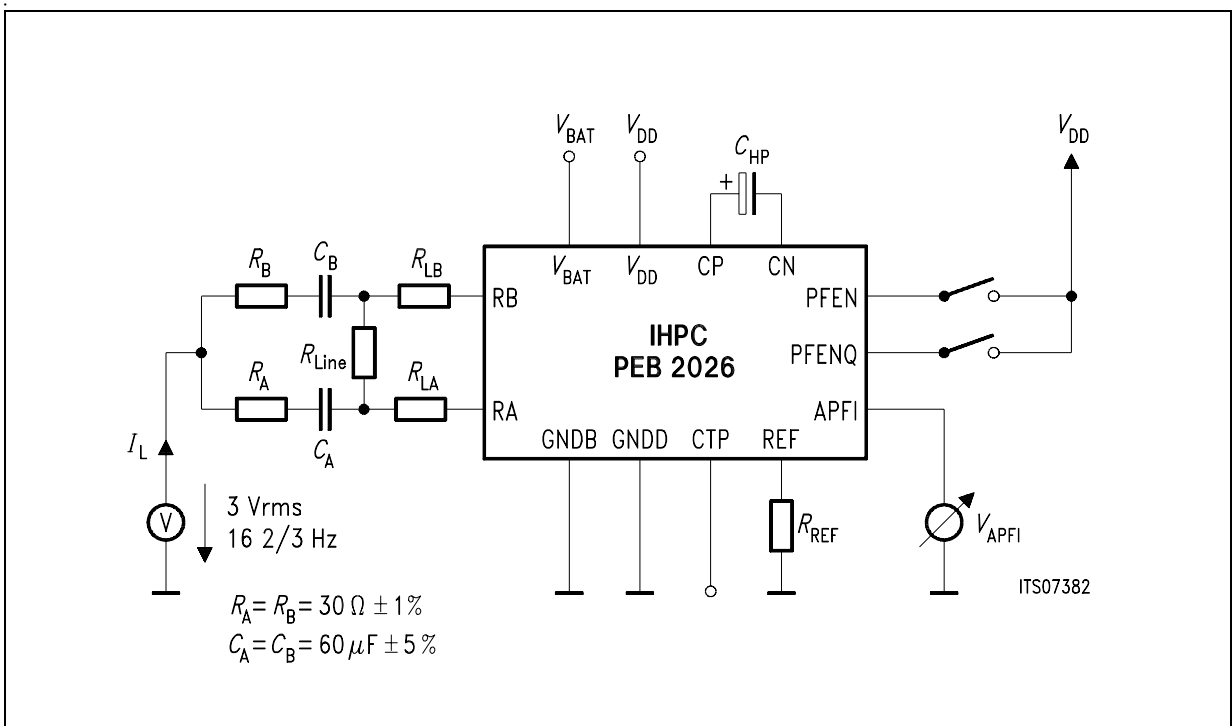 V_BAT V_DD V_DD
C_HP
+
R_B C_B R_LB
V_BAT V_DD CP CN
RB PFEN
IHPC
PEB 2026
R_Line
PFENQ
R_A R_LA
RA APFI
C_A
GNDB GNDD CTP REF
I_L
3 Vrms
V
16 2/3 Hz
R_REF
V_APFI
ITS07382
R_A = R_B = 30 Ω ± 1%
C_A = C_B = 60 µF ± 5 %